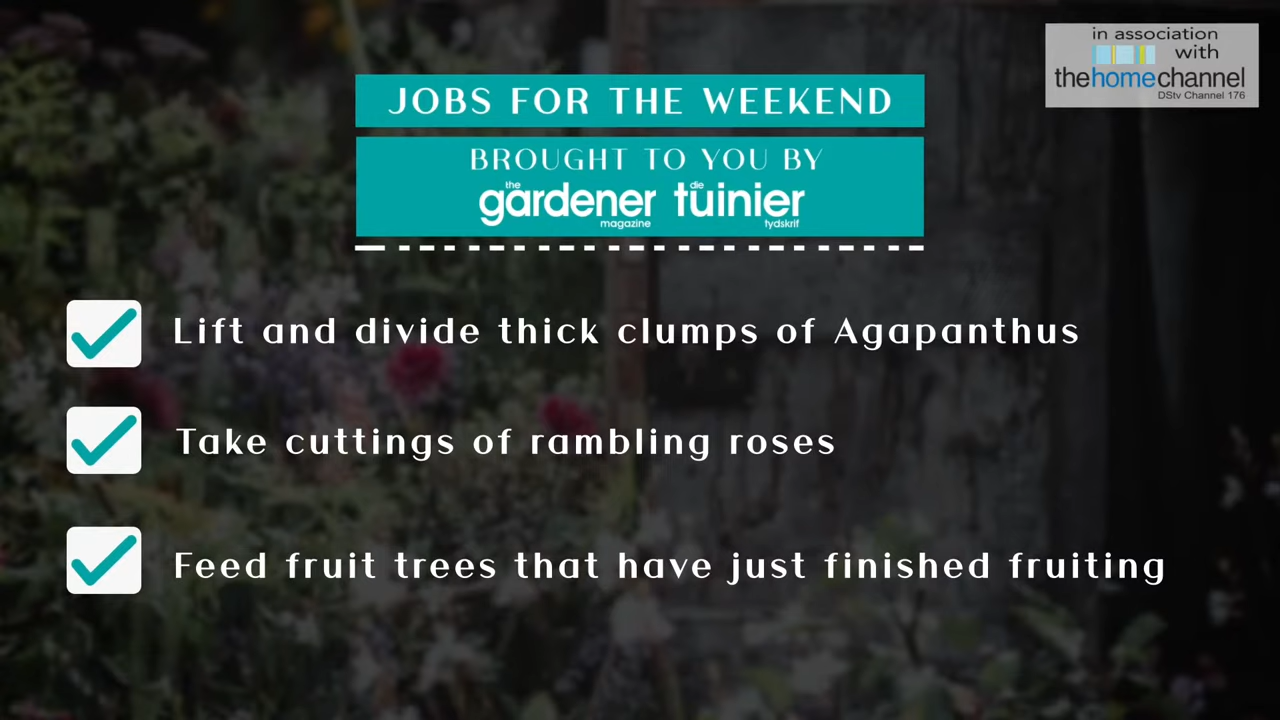 in association
with
thehomechannel
DStv Channel 176
JOBS FOR THE WEEKEND
BROUGHT TO YOU BY
the gardener magazine
die tuinier tydskrif
Lift and divide thick clumps of Agapanthus
Take cuttings of rambling roses
Feed fruit trees that have just finished fruiting